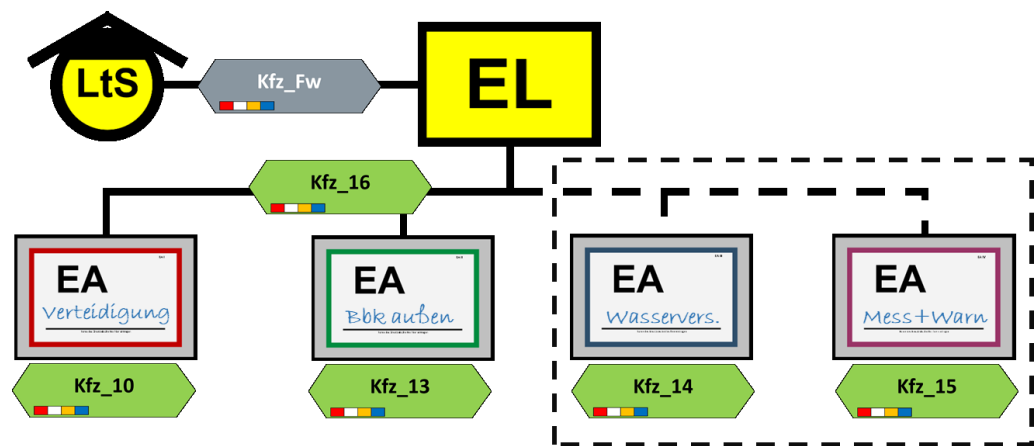 LtS
Kfz_Fw
EL
Kfz_16
EA
Verteidigung
EA
Bbk außen
EA
Wasservers.
EA
Mess+Warn
Kfz_10
Kfz_13
Kfz_14
Kfz_15